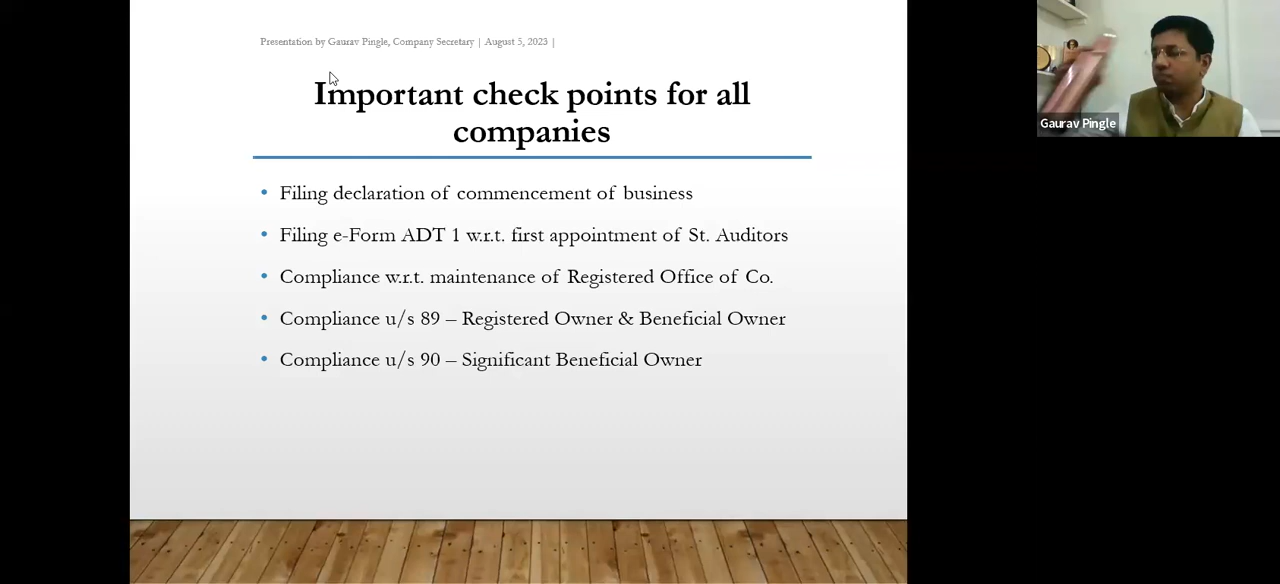 Presentation by Gaurav Pingle, Company Secretary | August 5, 2023 |
Important check points for all
companies
• Filing declaration of commencement of business
• Filing e-Form ADT 1 w.r.t. first appointment of St. Auditors
• Compliance w.r.t. maintenance of Registered Office of Co.
• Compliance u/s 89 – Registered Owner & Beneficial Owner
• Compliance u/s 90 – Significant Beneficial Owner
Gaurav Pingle